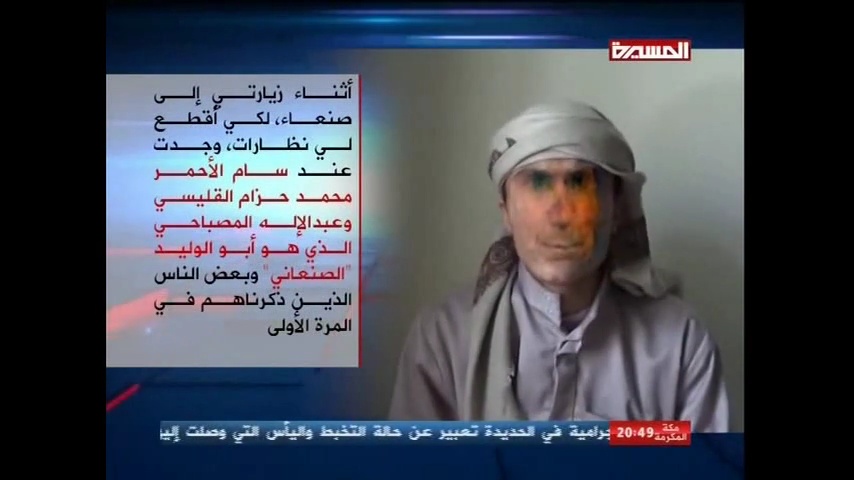 المسيرة
أثناء زيارتي إلى
صنعاء، لكي أقطع
لي نظارات، وجدت
عند سام الأحمر
محمد حزام القليسي
وعبدالإله المصباحي
الذي هو أبو الوليد
"الصنعاني" وبعض الناس
الذين ذكرناهم في
المرة الأولى
في الحديدة تعبير عن حالة التخبط واليأس التي وصلت
مكة
المكرمة
20:49